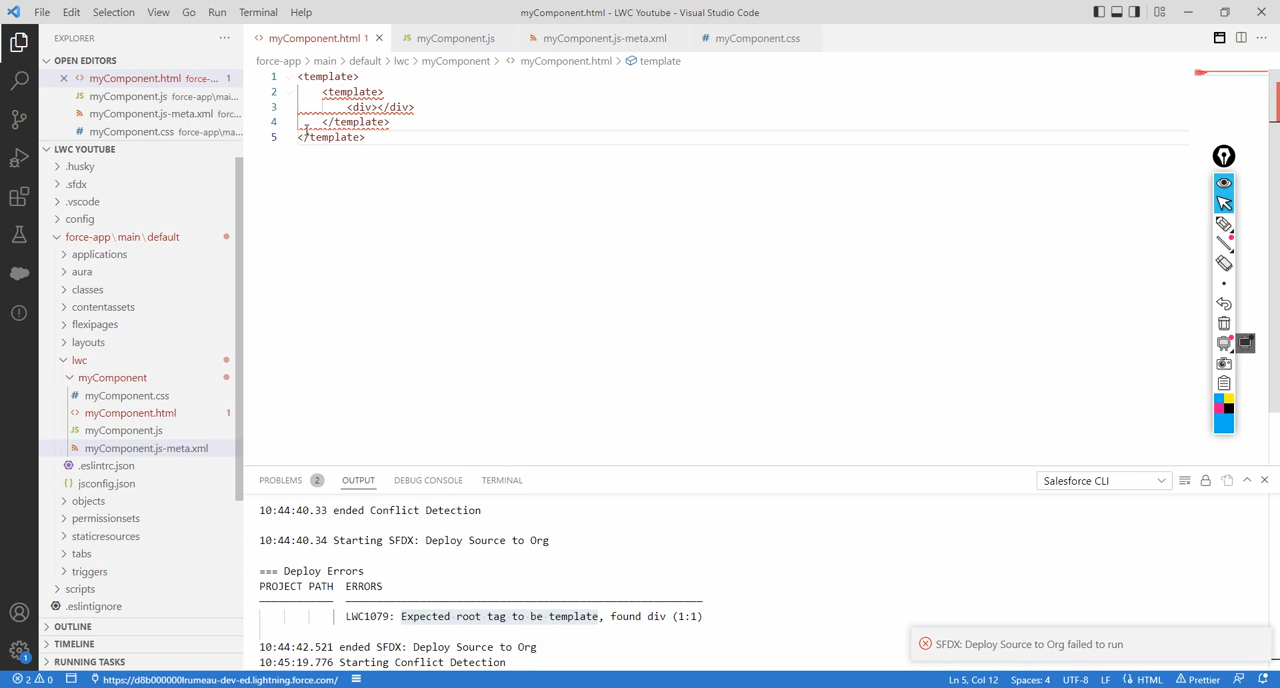 File Edit Selection View Go Run Terminal Help
myComponent.html - LWC Youtube - Visual Studio Code
EXPLORER
OPEN EDITORS
myComponent.html force-... 1
JS myComponent.js force-app\mai...
myComponent.js-meta.xml force-ap...
# myComponent.css force-app\ma...
LWC YOUTUBE
.husky
.sfdx
.vscode
config
force-app\main\default
applications
aura
classes
contentassets
flexipages
layouts
lwc
myComponent
# myComponent.css
myComponent.html 1
JS myComponent.js
myComponent.js-meta.xml
.eslintrc.json
{} jsconfig.json
objects
permissionsets
staticresources
tabs
triggers
scripts
.eslintignore
OUTLINE
TIMELINE
RUNNING TASKS
myComponent.html 1 JS myComponent.js myComponent.js-meta.xml # myComponent.css
force-app > main > default > lwc > myComponent > myComponent.html > template
1 <template>
2 <template>
3 <div></div>
4 </template>
5 </template>
PROBLEMS 2 OUTPUT DEBUG CONSOLE TERMINAL
Salesforce CLI
10:44:40.33 ended Conflict Detection
10:44:40.34 Starting SFDX: Deploy Source to Org
=== Deploy Errors
PROJECT PATH ERRORS
LWC1079: Expected root tag to be template, found div (1:1)
10:44:42.521 ended SFDX: Deploy Source to Org
10:45:19.776 Starting Conflict Detection
SFDX: Deploy Source to Org failed to run
1
2 0 https://d8b000000lrumeau-dev-ed.lightning.force.com/ Ln 5, Col 12 Spaces: 4 UTF-8 LF HTML Prettier